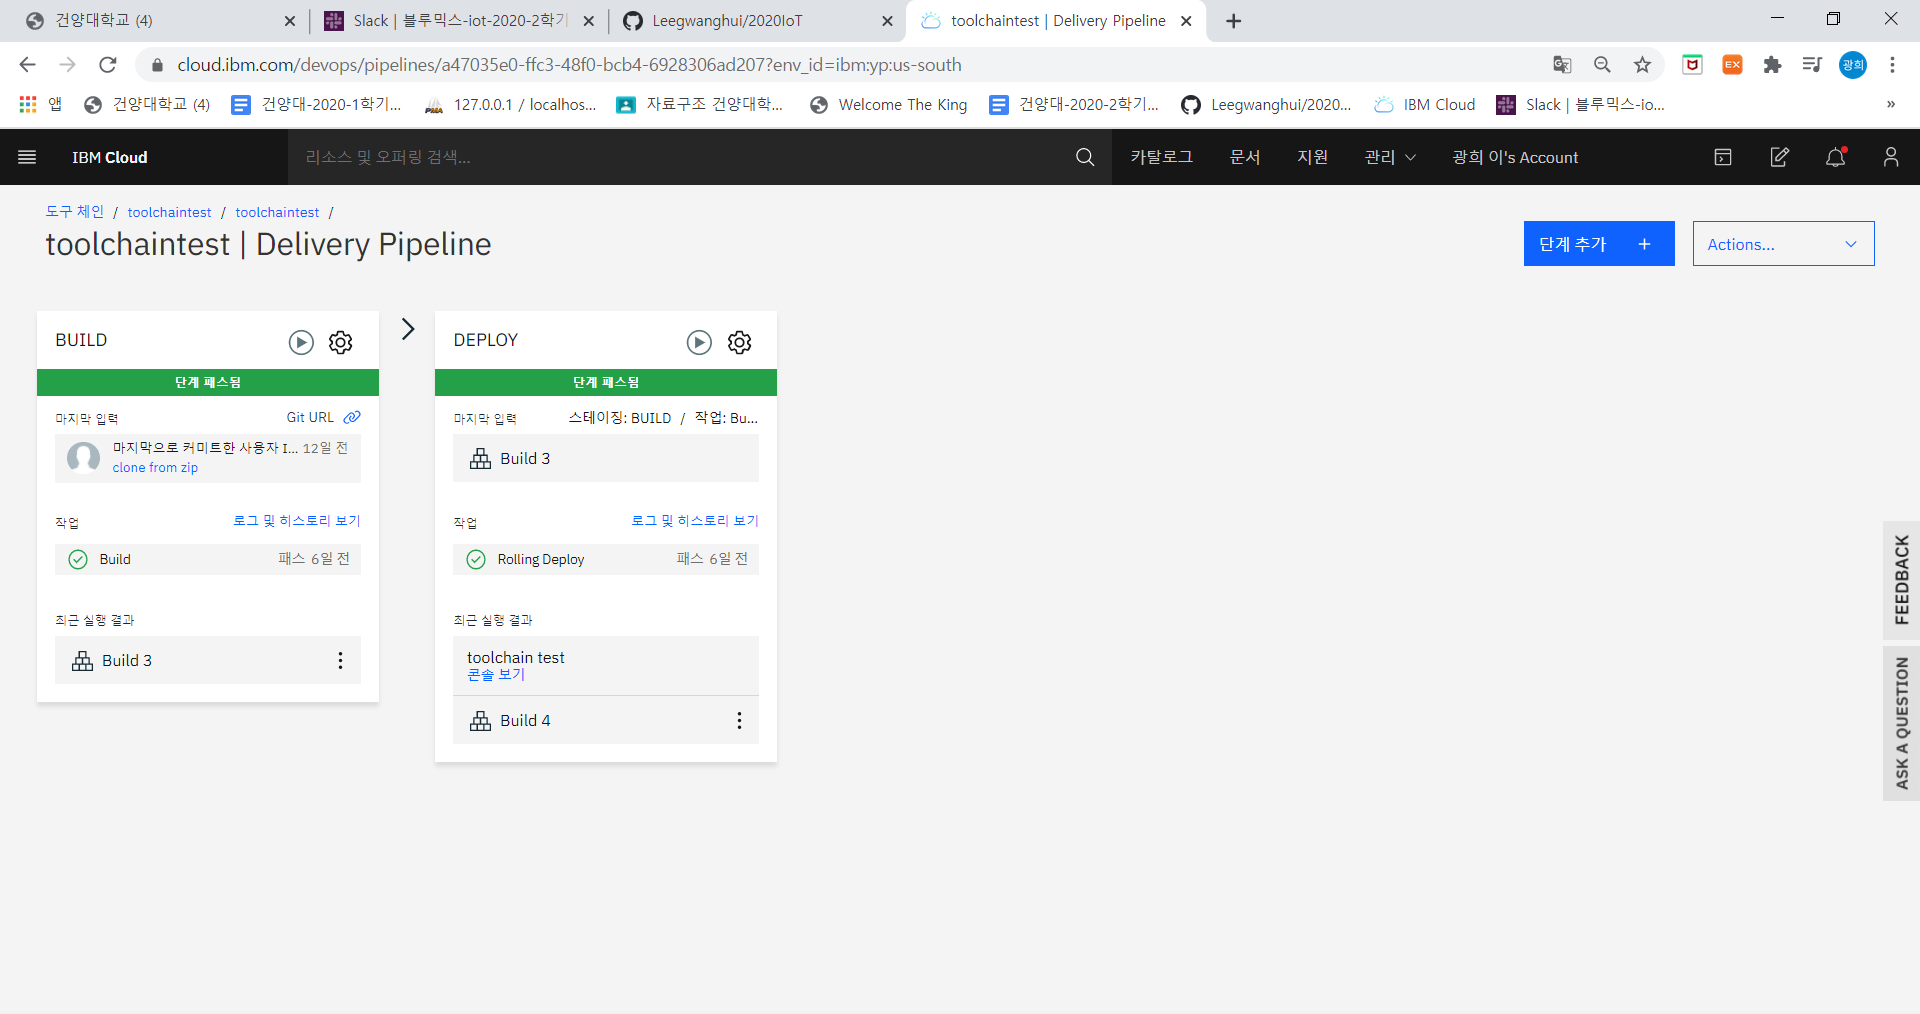 건양대학교 (4)
Slack | 블루믹스-iot-2020-2학기
Leegwanghui/2020IoT
toolchaintest | Delivery Pipeline
cloud.ibm.com/devops/pipelines/a47035e0-ffc3-48f0-bcb4-6928306ad207?env_id=ibm:yp:us-south
EX
광희
앱
건양대학교 (4)
건양대-2020-1학기...
PMA
127.0.0.1 / localhos...
자료구조 건양대학...
Welcome The King
건양대-2020-2학기...
Leegwanghui/2020...
IBM Cloud
Slack | 블루믹스-io...
»
IBM Cloud
리소스 및 오퍼링 검색...
카탈로그
문서
지원
관리
광희 이's Account
도구 체인 / toolchaintest / toolchaintest /
toolchaintest | Delivery Pipeline
단계 추가 +
Actions...
BUILD
단계 패스됨
마지막 입력
Git URL
마지막으로 커미트한 사용자 I... 12일 전
clone from zip
작업
로그 및 히스토리 보기
Build
패스 6일 전
최근 실행 결과
Build 3
DEPLOY
단계 패스됨
마지막 입력
스테이징: BUILD / 작업: Bu...
Build 3
작업
로그 및 히스토리 보기
Rolling Deploy
패스 6일 전
최근 실행 결과
toolchain test
콘솔 보기
Build 4
FEEDBACK
ASK A QUESTION